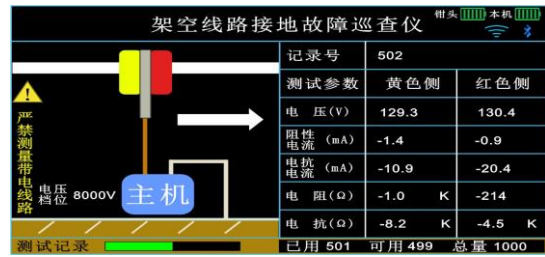 架空线路接地故障巡查仪
钳头 本机
严禁测量带电线路
电压档位 8000V
主机
记录号 502
测试参数 黄色侧 红色侧
电 压(V) 129.3 130.4
阻性电流 (mA) -1.4 -0.9
电抗电流 (mA) -10.9 -20.4
电 阻(Ω) -1.0 K -214
电 抗(Ω) -8.2 K -4.5 K
测试记录
已用 501 可用 499 总量 1000